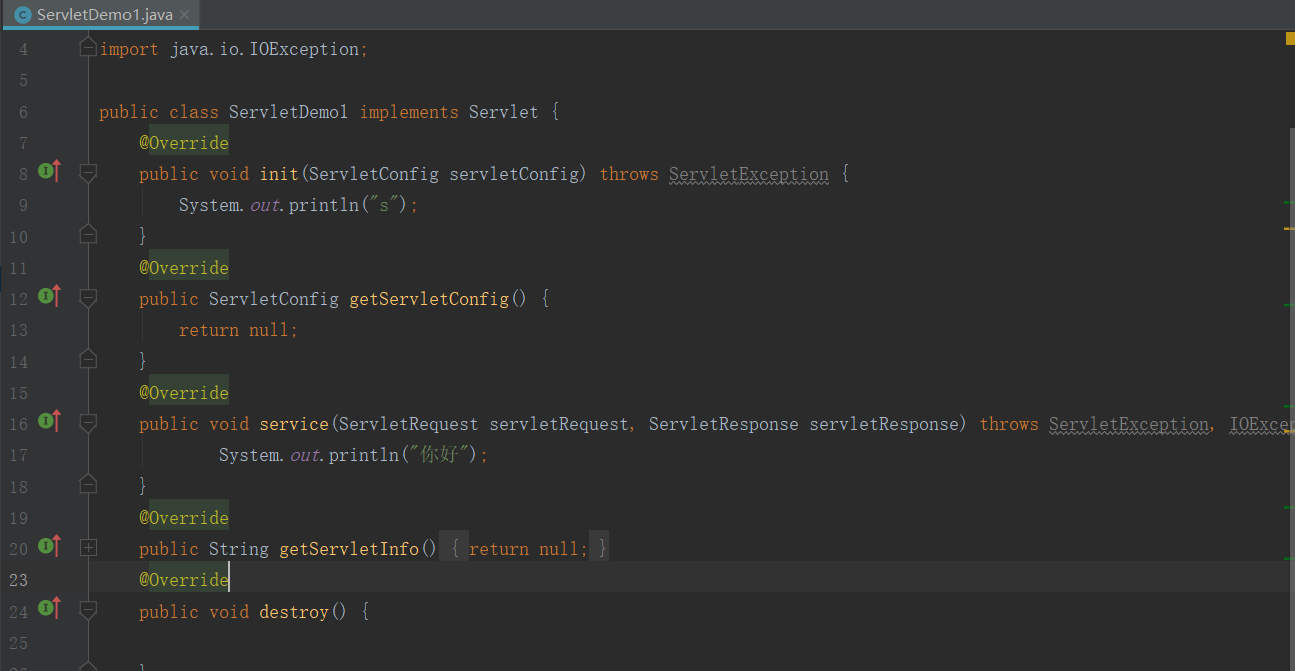 ServletDemo1.java
4 import java.io.IOException;
5
6 public class ServletDemo1 implements Servlet {
7 @Override
8 public void init(ServletConfig servletConfig) throws ServletException {
9 System.out.println("s");
10 }
11 @Override
12 public ServletConfig getServletConfig() {
13 return null;
14 }
15 @Override
16 public void service(ServletRequest servletRequest, ServletResponse servletResponse) throws ServletException, IOExcep
17 System.out.println("你好");
18 }
19 @Override
20 public String getServletInfo() { return null; }
23 @Override
24 public void destroy() {
25